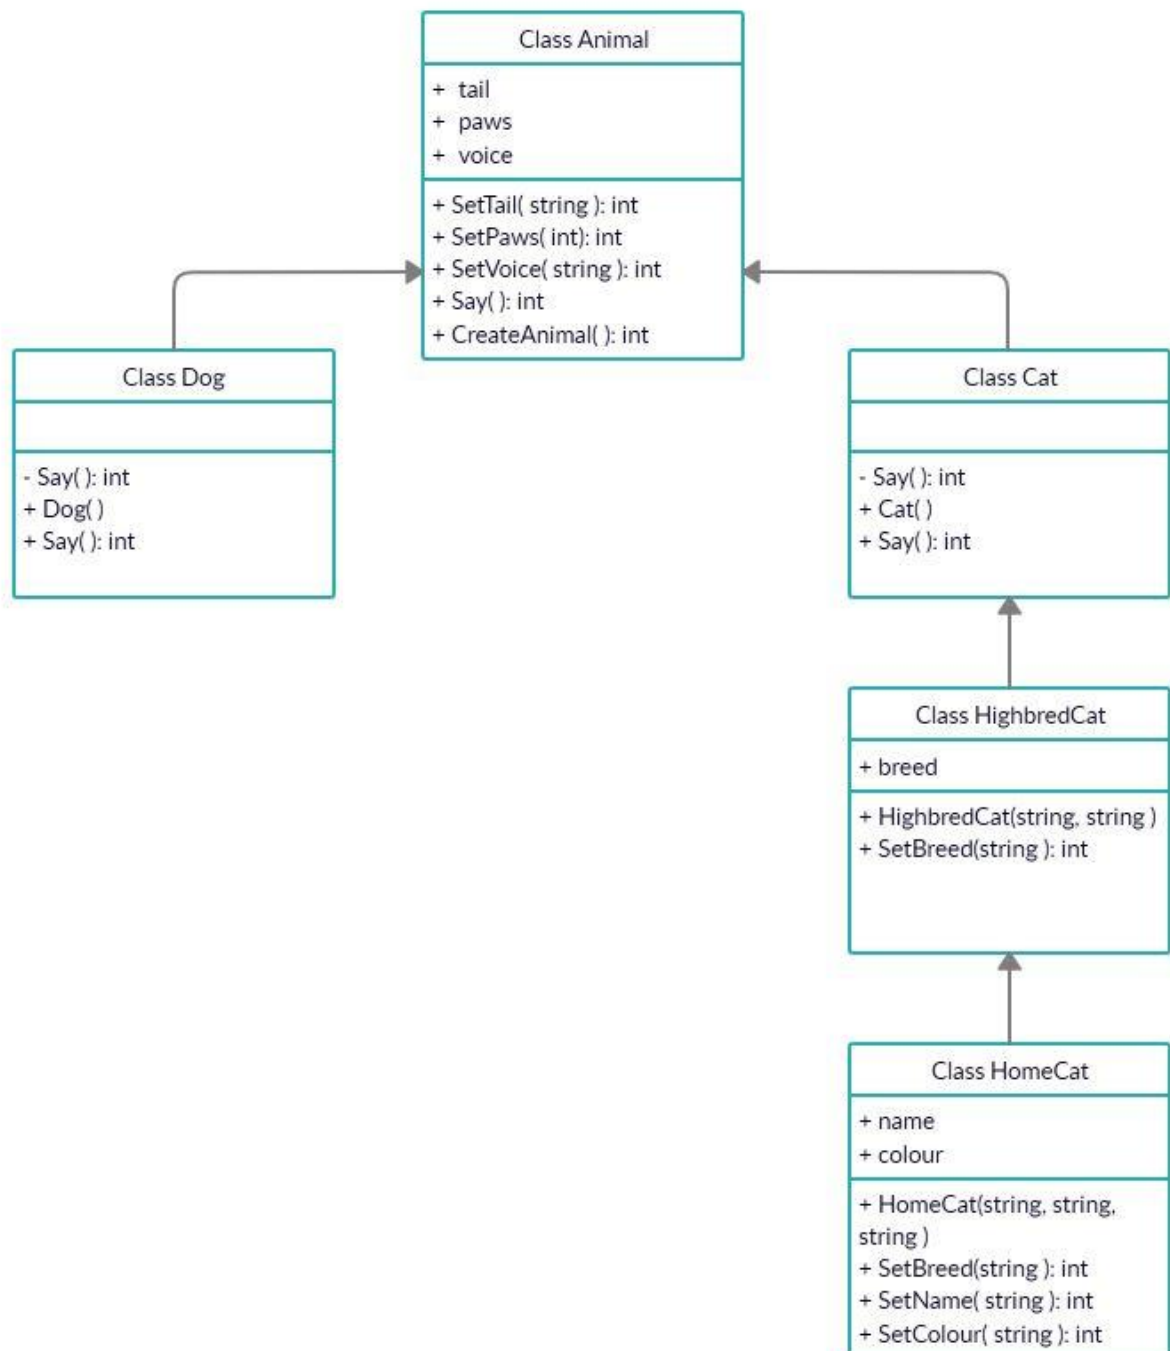 Class Animal
+ tail
+ paws
+ voice
+ SetTail( string ): int
+ SetPaws( int): int
+ SetVoice( string ): int
+ Say( ): int
+ CreateAnimal( ): int
Class Dog
- Say( ): int
+ Dog( )
+ Say( ): int
Class Cat
- Say( ): int
+ Cat( )
+ Say( ): int
Class HighbredCat
+ breed
+ HighbredCat(string, string )
+ SetBreed(string ): int
Class HomeCat
+ name
+ colour
+ HomeCat(string, string,
string )
+ SetBreed(string ): int
+ SetName( string ): int
+ SetColour( string ): int